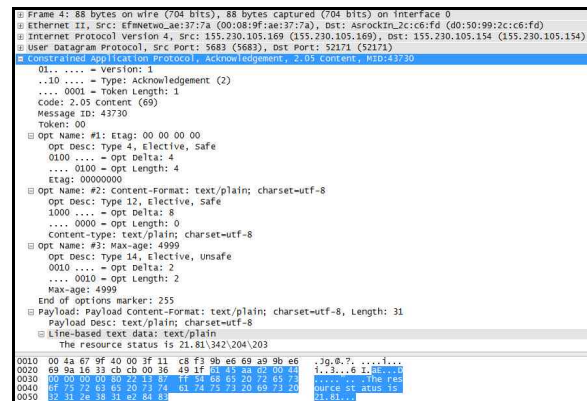 Frame 4: 88 bytes on wire (704 bits), 88 bytes captured (704 bits) on interface 0
Ethernet II, Src: EfmNetwo_ae:37:7a (00:08:9f:ae:37:7a), Dst: AsrockIn_2c:c6:fd (d0:50:99:2c:c6:fd)
Internet Protocol Version 4, Src: 155.230.105.169 (155.230.105.169), Dst: 155.230.105.154 (155.230.105.154)
User Datagram Protocol, Src Port: 5683 (5683), Dst Port: 52171 (52171)
Constrained Application Protocol, Acknowledgement, 2.05 Content, MID:43730
01.. .... = Version: 1
..10 .... = Type: Acknowledgement (2)
.... 0001 = Token Length: 1
Code: 2.05 Content (69)
Message ID: 43730
Token: 00
Opt Name: #1: Etag: 00 00 00 00
Opt Desc: Type 4, Elective, Safe
0100 .... = Opt Delta: 4
.... 0100 = Opt Length: 4
Etag: 00000000
Opt Name: #2: Content-Format: text/plain; charset=utf-8
Opt Desc: Type 12, Elective, Safe
1000 .... = Opt Delta: 8
.... 0000 = Opt Length: 0
Content-type: text/plain; charset=utf-8
Opt Name: #3: Max-age: 4999
Opt Desc: Type 14, Elective, Unsafe
0010 .... = Opt Delta: 2
.... 0010 = Opt Length: 2
Max-age: 4999
End of options marker: 255
Payload: Payload Content-Format: text/plain; charset=utf-8, Length: 31
Payload Desc: text/plain; charset=utf-8
Line-based text data: text/plain
The resource status is 21.81\342\204\203
0010 00 4a 67 9f 40 00 3f 11 c8 f3 9b e6 69 a9 9b e6 .Jg.@.?. ....i...
0020 69 9a 16 33 cb cb 00 36 49 1f 61 45 aa d2 00 44 i..3...6 I.aE...D
0030 00 00 00 00 80 22 13 87 ff 54 68 65 20 72 65 73 .....".. .The res
0040 6f 75 72 63 65 20 73 74 61 74 75 73 20 69 73 20 ource st atus is
0050 32 31 2e 38 31 e2 84 83 21.81...